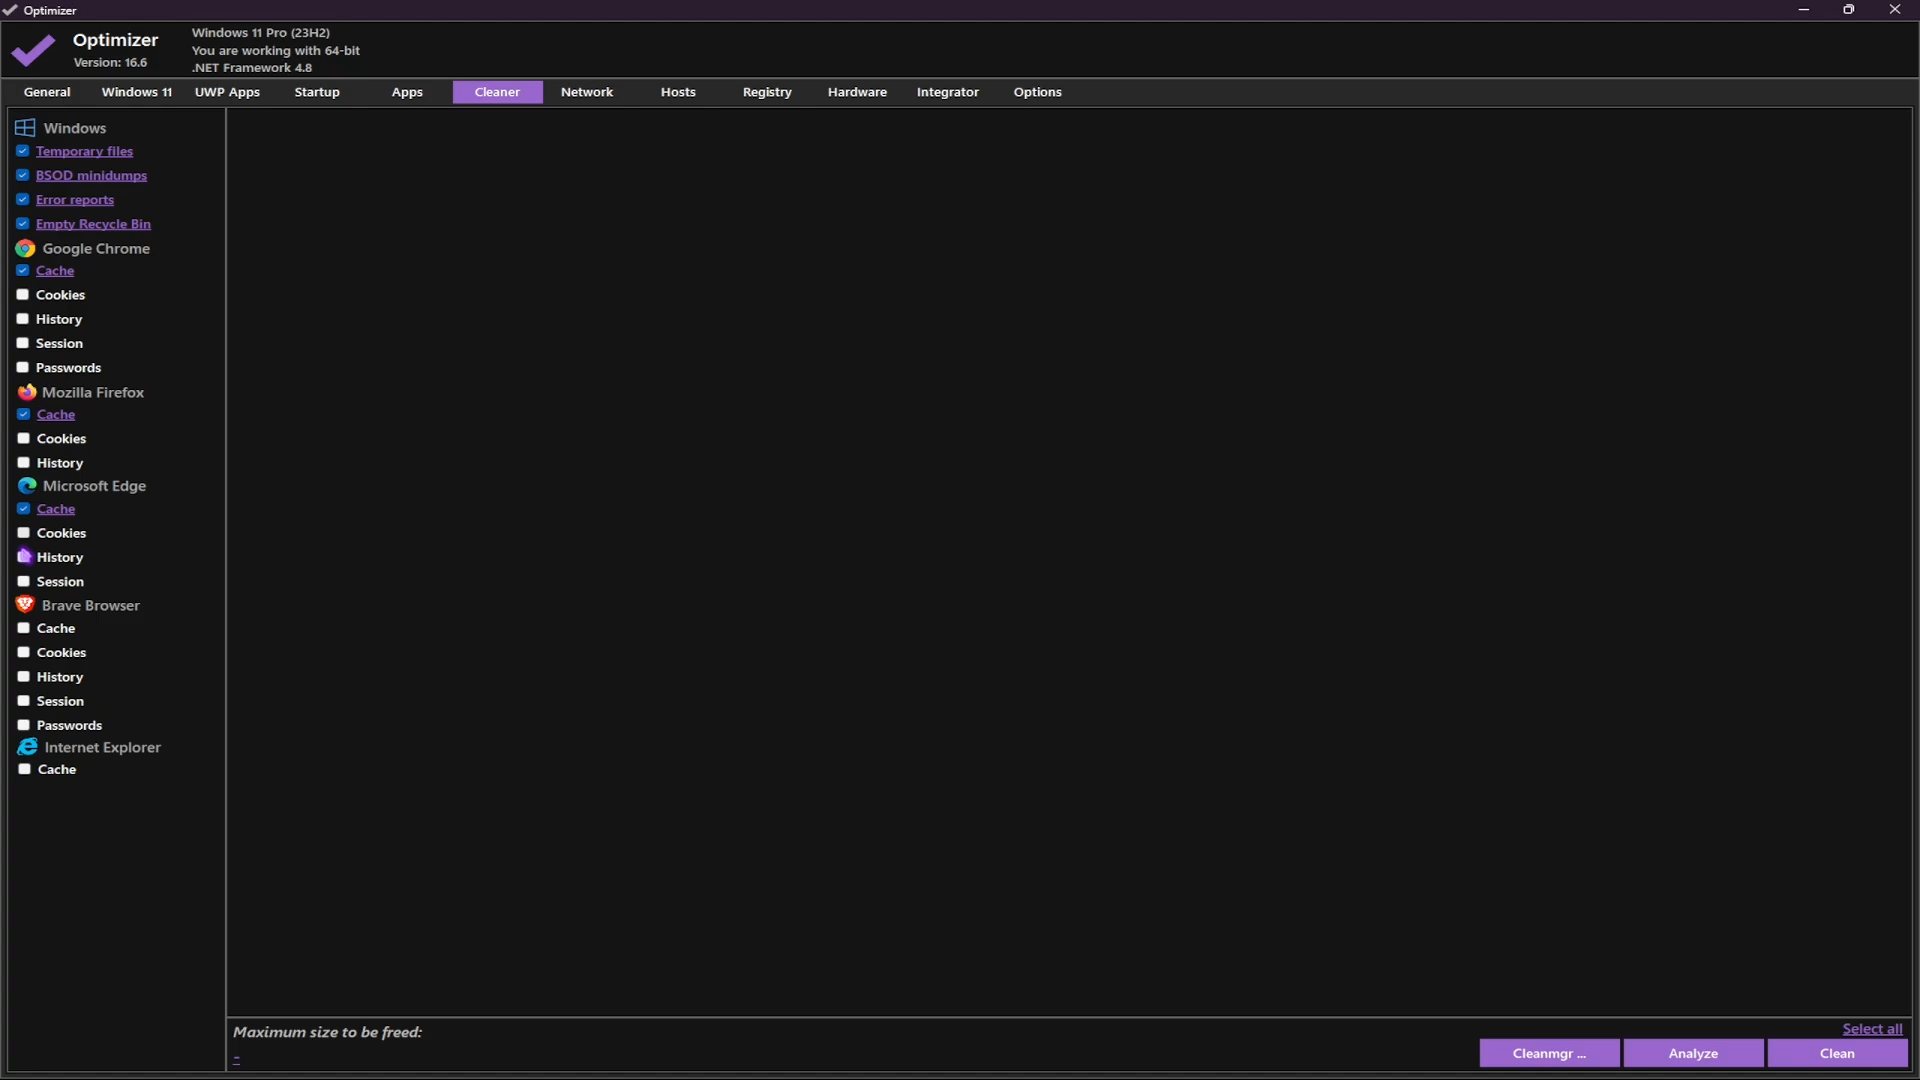 Optimizer
Optimizer
Version: 16.6
Windows 11 Pro (23H2)
You are working with 64-bit
.NET Framework 4.8
General Windows 11 UWP Apps Startup Apps Cleaner Network Hosts Registry Hardware Integrator Options
Windows
Temporary files
BSOD minidumps
Error reports
Empty Recycle Bin
Google Chrome
Cache
Cookies
History
Session
Passwords
Mozilla Firefox
Cache
Cookies
History
Microsoft Edge
Cache
Cookies
History
Session
Brave Browser
Cache
Cookies
History
Session
Passwords
Internet Explorer
Cache
Maximum size to be freed:
-
Select all
Cleanmgr ... Analyze Clean